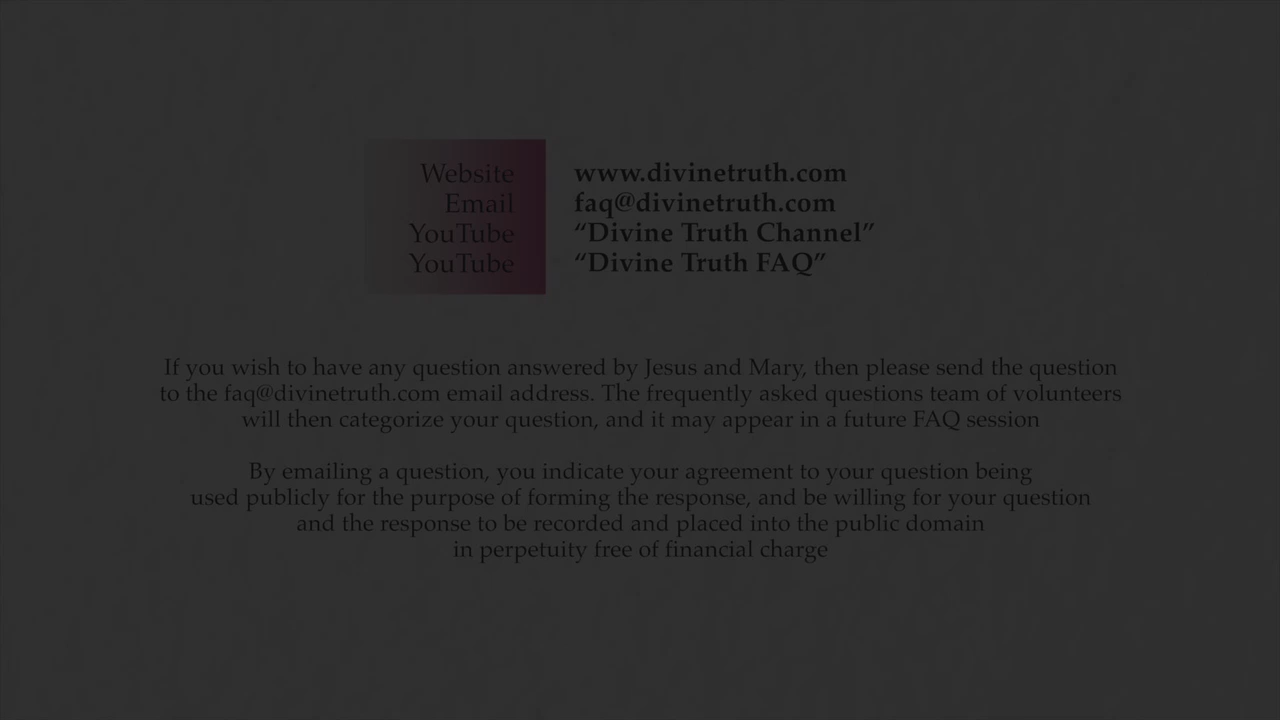 Website www.divinetruth.com
Email faq@divinetruth.com
YouTube “Divine Truth Channel”
YouTube “Divine Truth FAQ”
If you wish to have any question answered by Jesus and Mary, then please send the question
to the faq@divinetruth.com email address. The frequently asked questions team of volunteers
will then categorize your question, and it may appear in a future FAQ session
By emailing a question, you indicate your agreement to your question being
used publicly for the purpose of forming the response, and be willing for your question
and the response to be recorded and placed into the public domain
in perpetuity free of financial charge